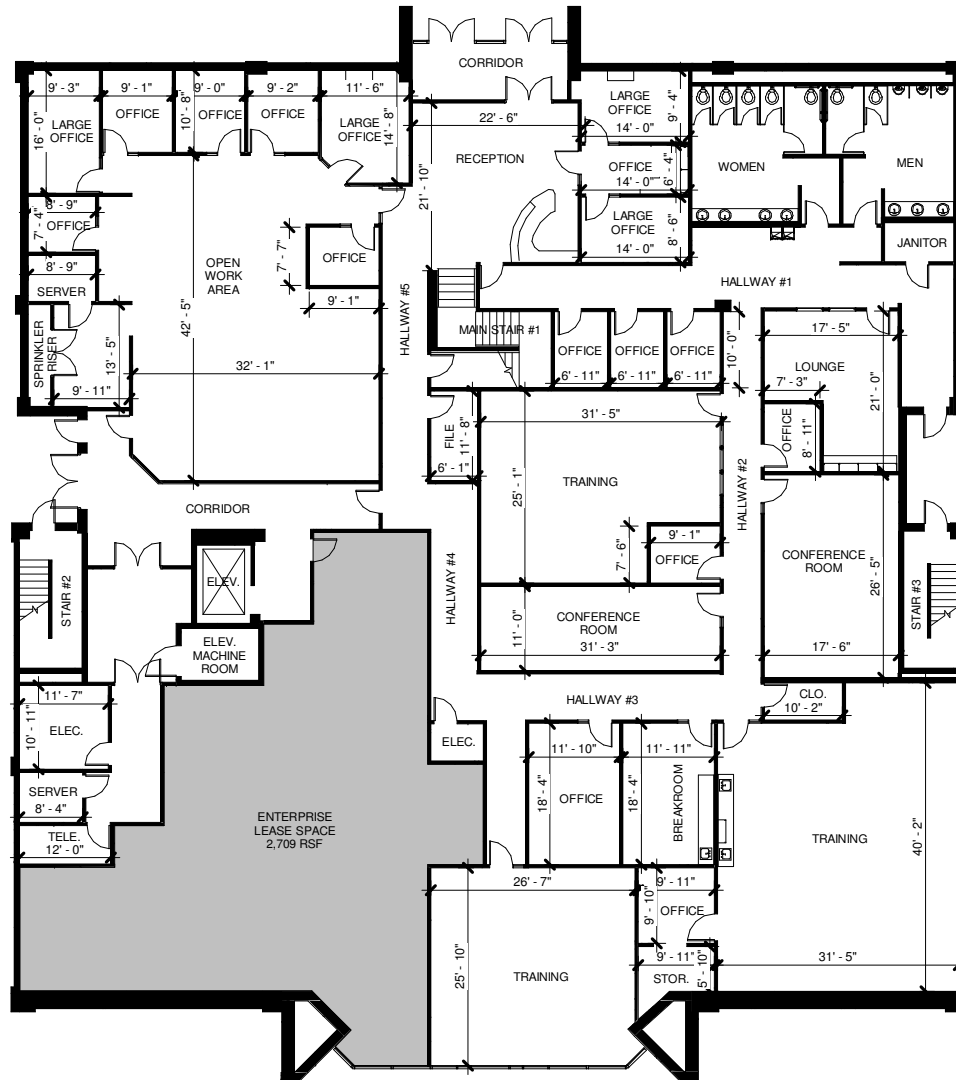 CORRIDOR
9' - 3"
9' - 1"
9' - 0"
9' - 2"
11' - 6"
16' - 0"
LARGE
OFFICE
OFFICE
10' - 8"
OFFICE
OFFICE
LARGE
OFFICE
14' - 8"
22' - 6"
RECEPTION
21' - 10"
LARGE
OFFICE
9' - 4"
14' - 0"
OFFICE
6' - 4"
14' - 0"
LARGE
OFFICE
8' - 6"
14' - 0"
WOMEN
MEN
JANITOR
8' - 9"
7' - 4"
OFFICE
8' - 9"
SERVER
OPEN
WORK
AREA
42' - 5"
32' - 1"
7' - 7"
OFFICE
9' - 1"
HALLWAY #5
HALLWAY #1
SPRINKLER
RISER
13' - 5"
9' - 11"
MAIN STAIR #1
OFFICE
6' - 11"
OFFICE
6' - 11"
OFFICE
6' - 11"
10' - 0"
17' - 5"
LOUNGE
7' - 3"
21' - 0"
OFFICE
8' - 11"
FILE
11' - 8"
6' - 1"
31' - 5"
25' - 1"
TRAINING
9' - 1"
7' - 6"
OFFICE
HALLWAY #2
CORRIDOR
CONFERENCE
ROOM
26' - 5"
17' - 6"
STAIR #3
STAIR #2
ELEV.
ELEV.
MACHINE
ROOM
HALLWAY #4
11' - 0"
CONFERENCE
ROOM
31' - 3"
HALLWAY #3
CLO.
10' - 2"
11' - 7"
10' - 11"
ELEC.
SERVER
8' - 4"
TELE.
12' - 0"
ELEC.
11' - 10"
18' - 4"
OFFICE
11' - 11"
18' - 4"
BREAKROOM
ENTERPRISE
LEASE SPACE
2,709 RSF
TRAINING
40' - 2"
31' - 5"
26' - 7"
25' - 10"
TRAINING
9' - 11"
9' - 10"
OFFICE
9' - 11"
STOR.
5' - 10"